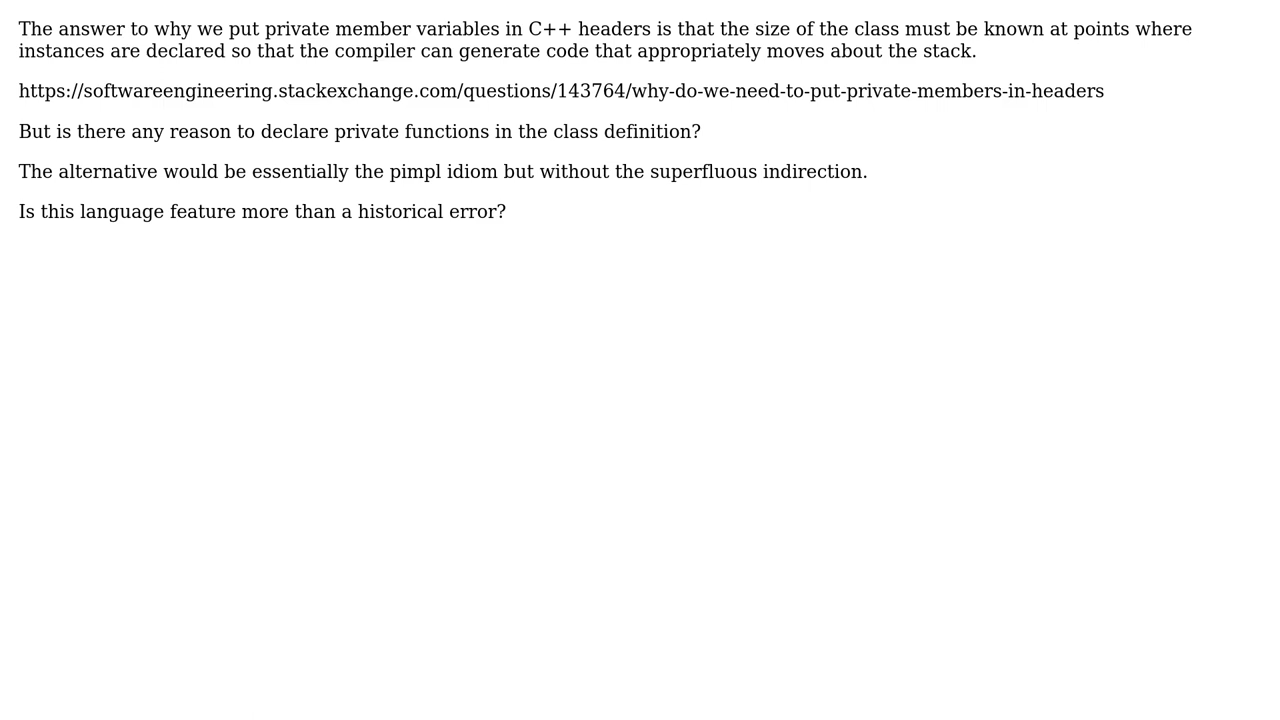 The answer to why we put private member variables in C++ headers is that the size of the class must be known at points where
instances are declared so that the compiler can generate code that appropriately moves about the stack.
https://softwareengineering.stackexchange.com/questions/143764/why-do-we-need-to-put-private-members-in-headers
But is there any reason to declare private functions in the class definition?
The alternative would be essentially the pimpl idiom but without the superfluous indirection.
Is this language feature more than a historical error?